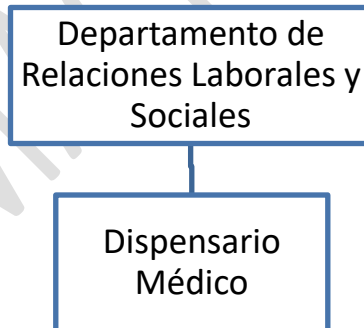 Departamento de
Relaciones Laborales y
Sociales
Dispensario
Médico